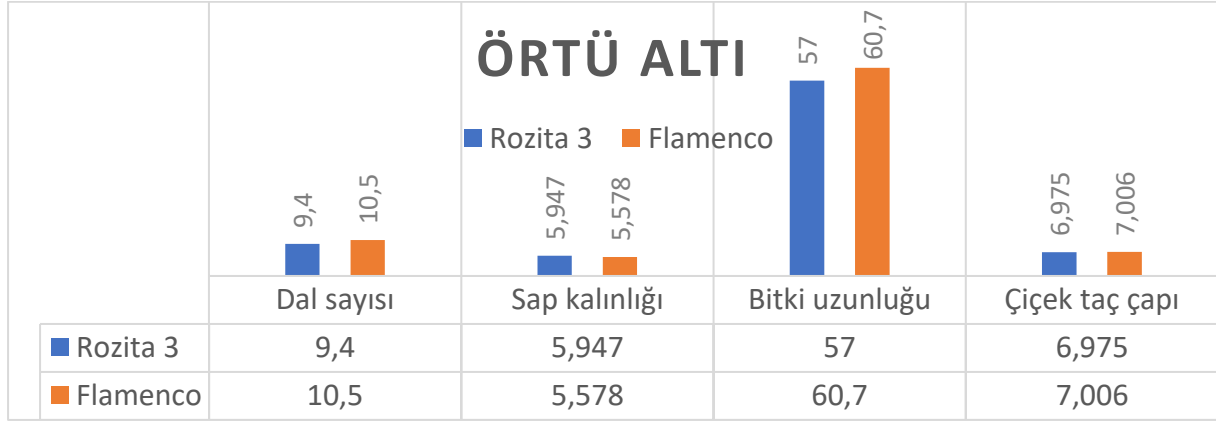 ÖRTÜ ALTI
Rozita 3 Flamenco
9,4 10,5 5,947 5,578 57 60,7 6,975 7,006
Dal sayısı Sap kalınlığı Bitki uzunluğu Çiçek taç çapı
Rozita 3 9,4 5,947 57 6,975
Flamenco 10,5 5,578 60,7 7,006